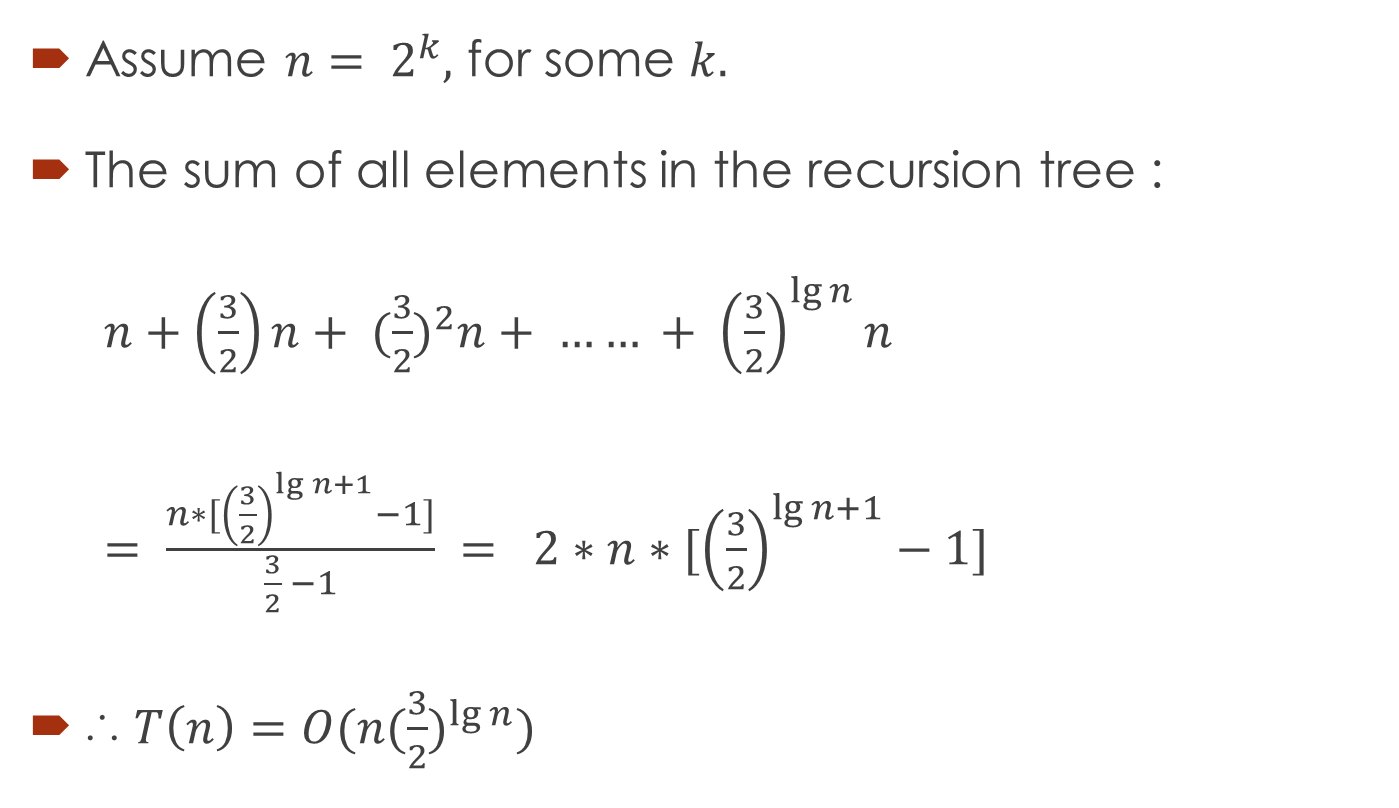 Assume n = 2^k, for some k.
The sum of all elements in the recursion tree :
n + (3/2) n + (3/2)^2 n + … … + (3/2)^{lg n} n
= n*[(3/2)^{lg n+1} −1] / (3/2 −1) = 2 * n * [(3/2)^{lg n+1} − 1]
∴ T(n) = O(n(3/2)^{lg n})